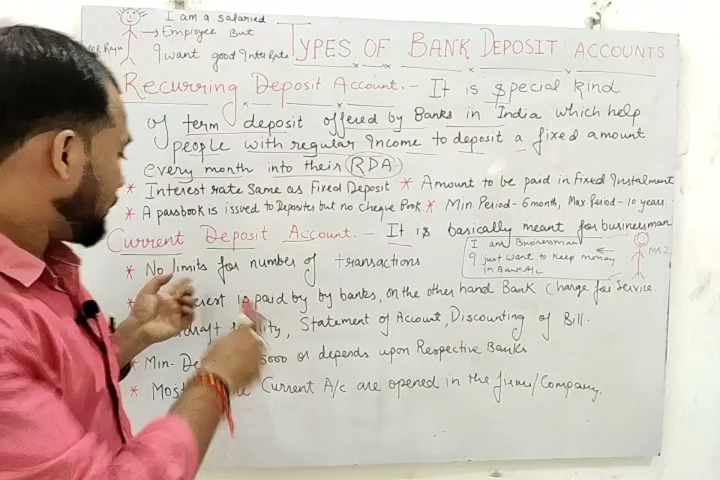 I am a salaried
Employee But
I want good Inte Rate
MR. Raju
TYPES OF BANK DEPOSIT ACCOUNTS
Recurring Deposit Account:- It is special kind
of term deposit offered by Banks in India which help
people with regular Income to deposit a fixed amount
every month into their (RDA.)
* Interest rate Same as Fixed Deposit * Amount to be paid in Fixed Instalment
* A passbook is issued to Depositer but no cheque Book. * Min. Period - 6 month, Max Period - 10 years.
Current Deposit Account. - It is basically meant for businessman
I am Businessman
I just want to keep money
in Bank A/c
MR.2
* No limits for number of transactions
* is paid by by banks, on the other hand Bank Charge for Service.
Statement of Account, Discounting of Bill.
* Min- 5000 or depends upon Respective Banks
* Most Current A/c are opened in the firms/Company.